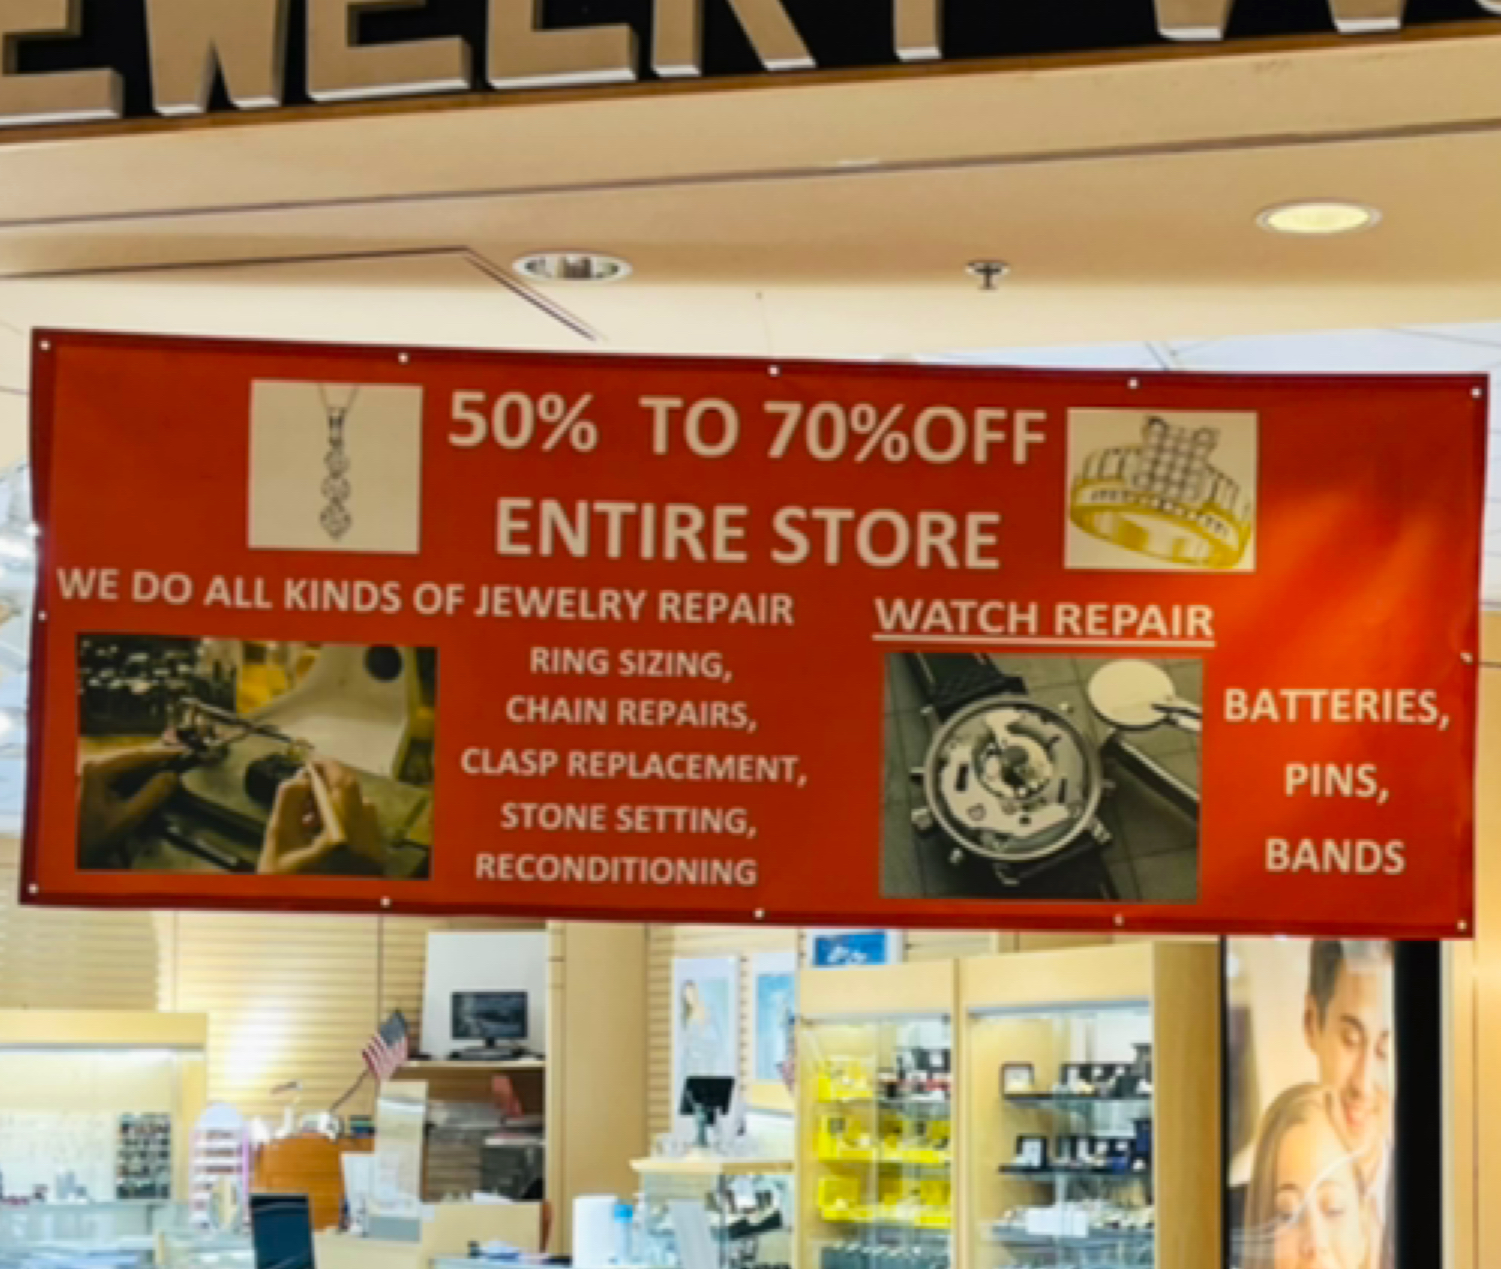 JEWELRY
50% TO 70%OFF
ENTIRE STORE
WE DO ALL KINDS OF JEWELRY REPAIR
RING SIZING,
CHAIN REPAIRS,
CLASP REPLACEMENT,
STONE SETTING,
RECONDITIONING
WATCH REPAIR
BATTERIES,
PINS,
BANDS